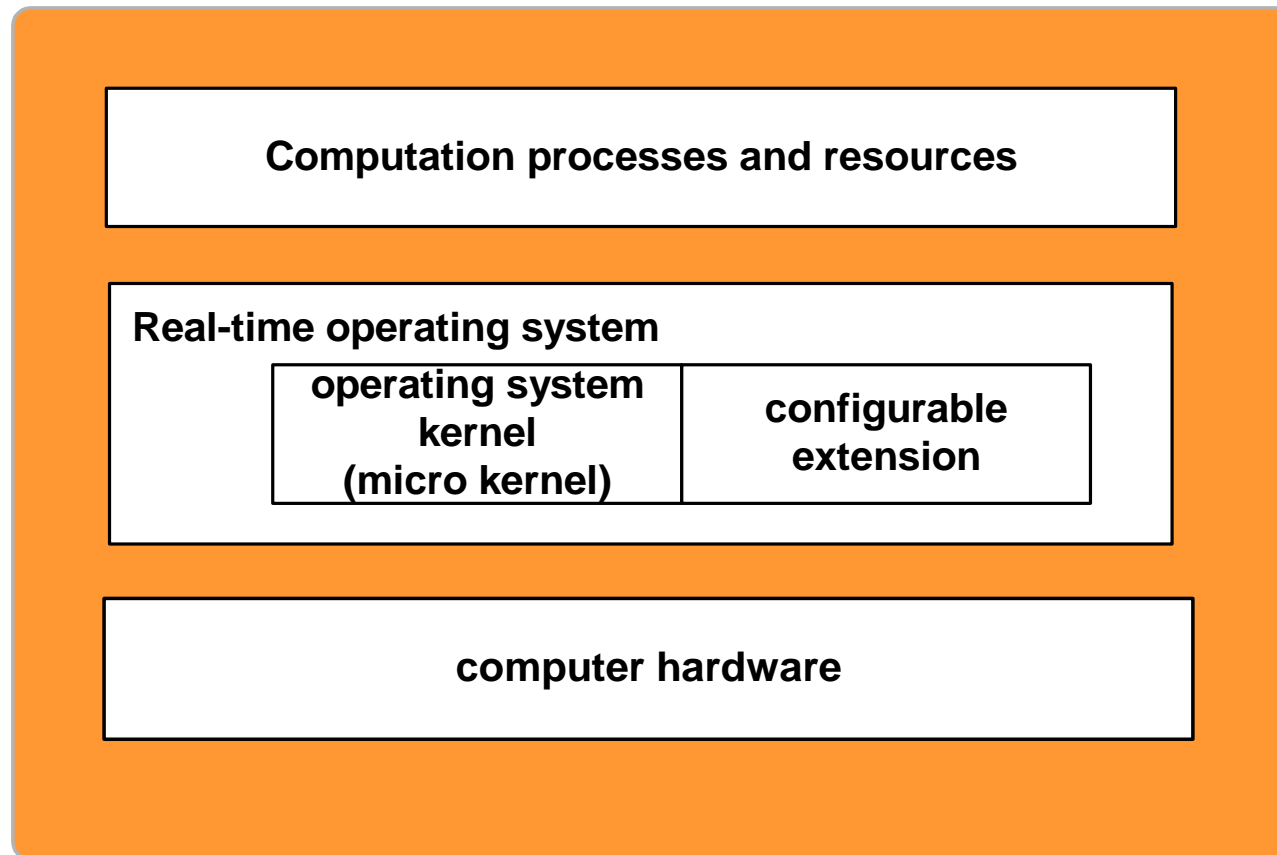 Computation processes and resources
Real-time operating system
operating system
kernel
(micro kernel)
configurable
extension
computer hardware